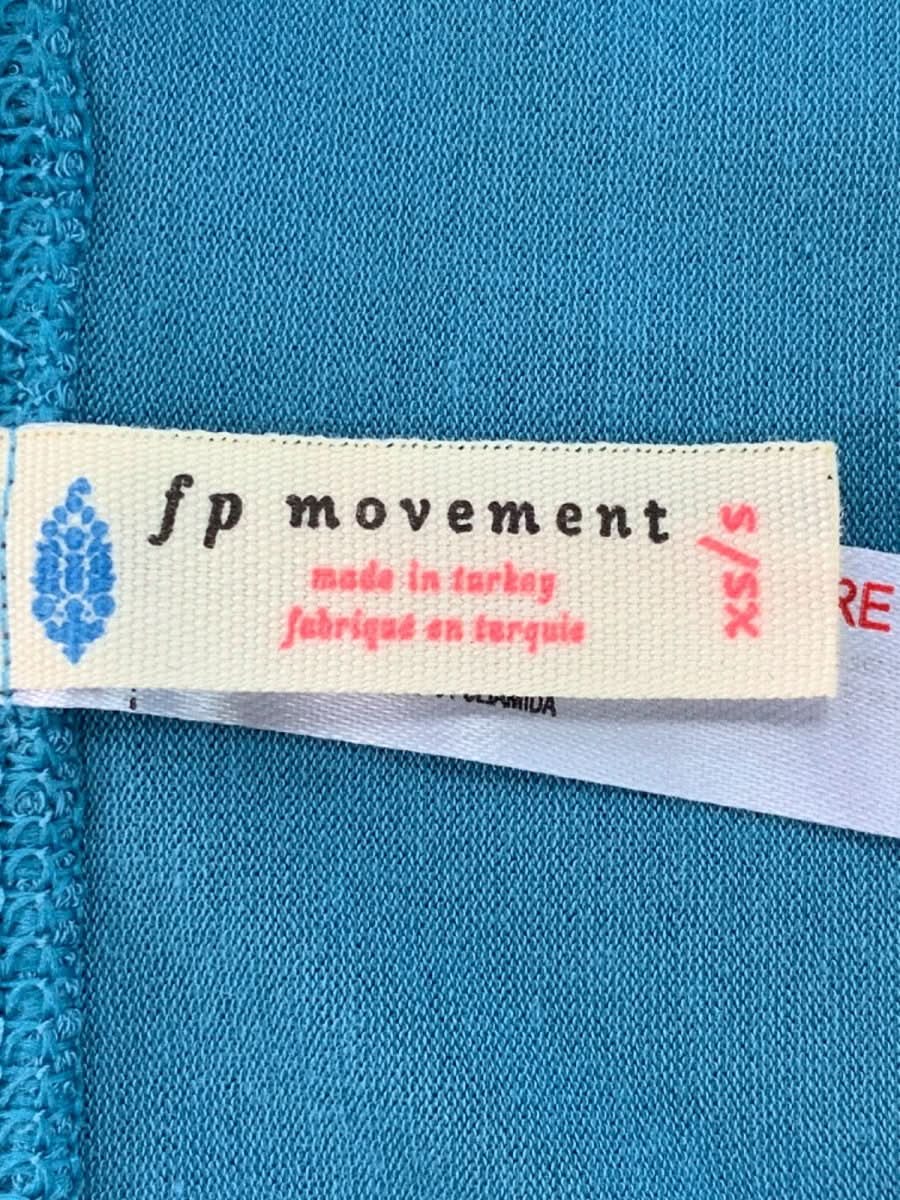 fp movement
made in turkey
fabriqué en turquie
xs/s
RE